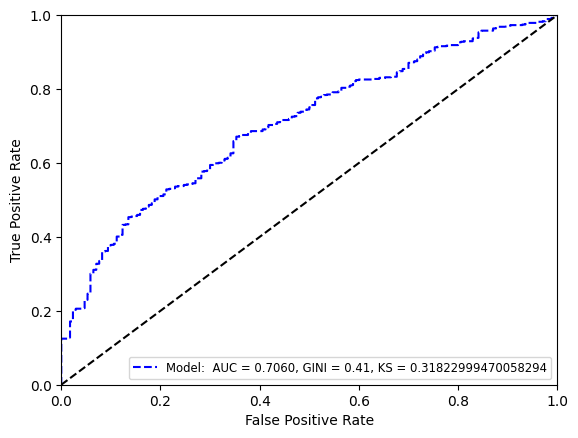 1.0
0.8
0.6
0.4
0.2
0.0
True Positive Rate
Model:  AUC = 0.7060, GINI = 0.41, KS = 0.31822999470058294
0.0 0.2 0.4 0.6 0.8 1.0
False Positive Rate